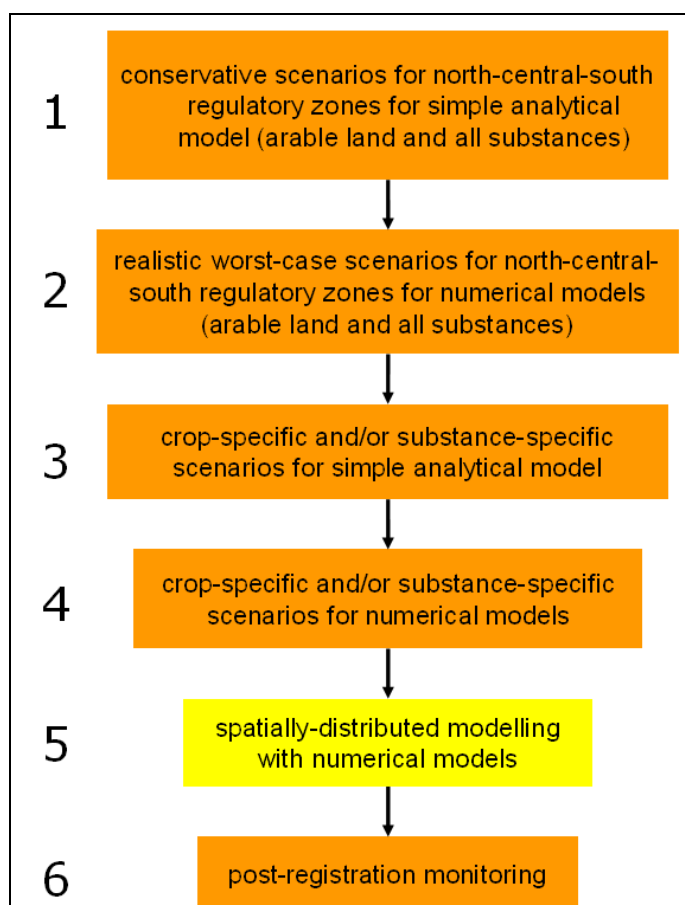 1
conservative scenarios for north-central-south
regulatory zones for simple analytical
model (arable land and all substances)
2
realistic worst-case scenarios for north-central-
south regulatory zones for numerical models
(arable land and all substances)
3
crop-specific and/or substance-specific
scenarios for simple analytical model
4
crop-specific and/or substance-specific
scenarios for numerical models
5
spatially-distributed modelling
with numerical models
6
post-registration monitoring